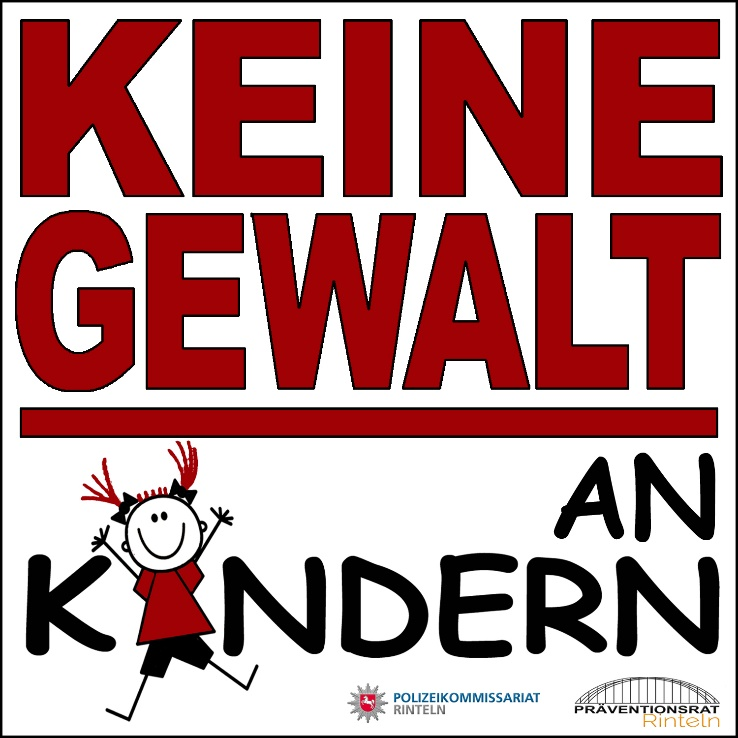 KEINE
GEWALT
AN
KINDERN
POLIZEIKOMMISSARIAT
RINTELN
PRÄVENTIONSRAT
Rinteln